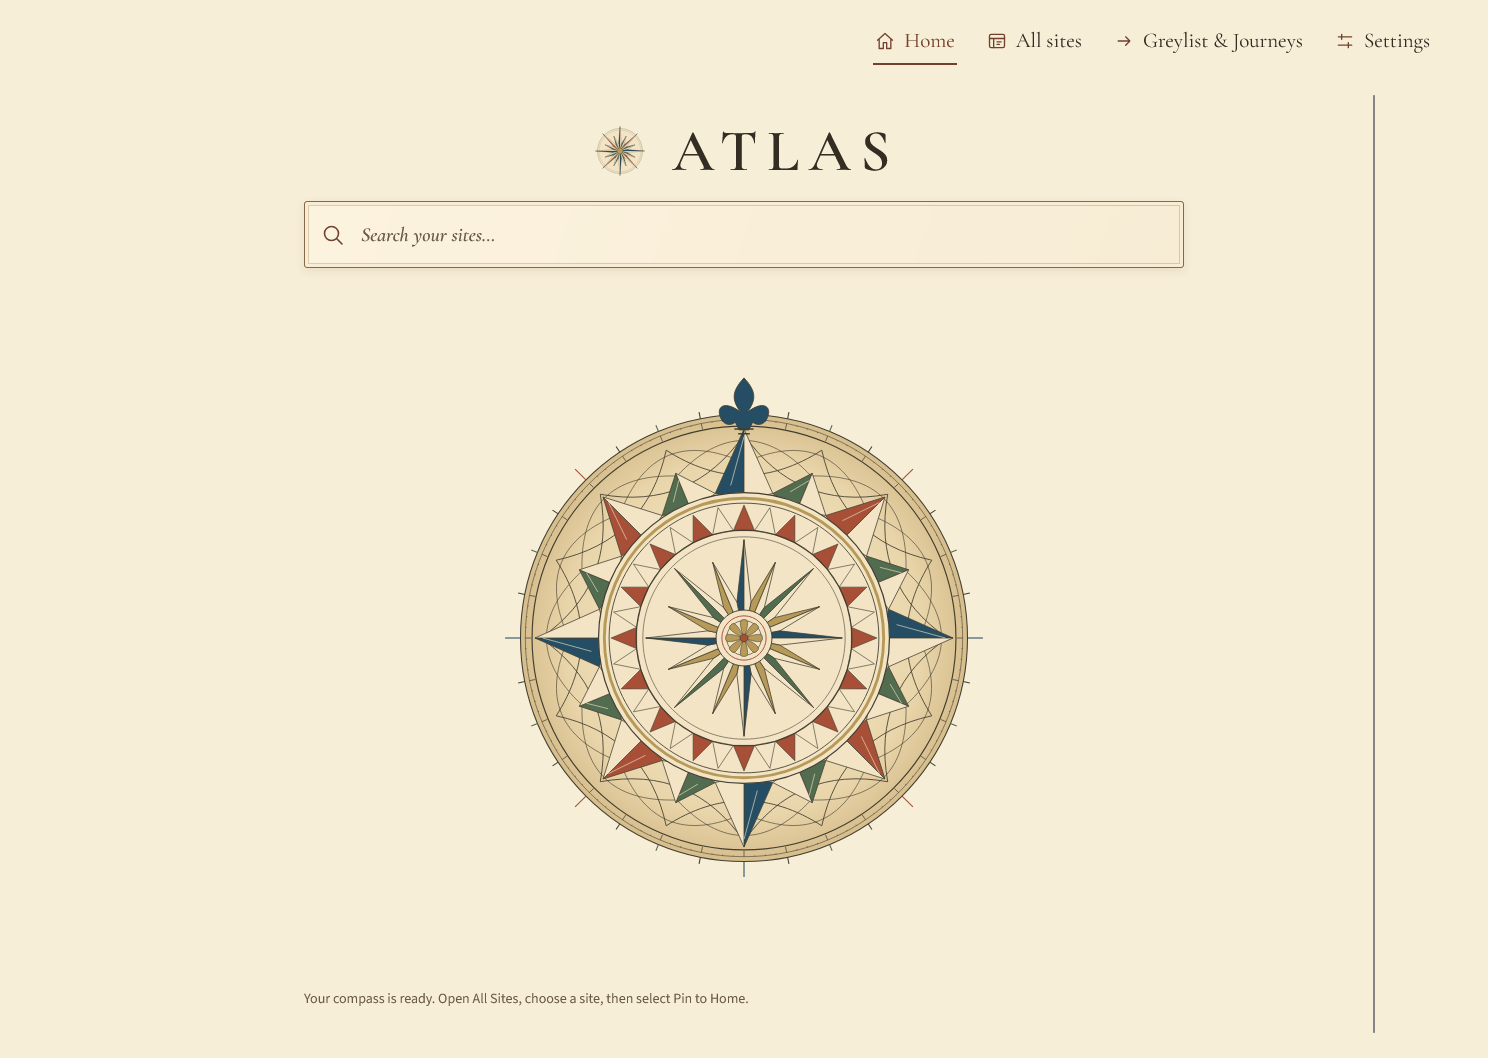 Home
All sites
Greylist & Journeys
Settings
ATLAS
Search your sites...
Your compass is ready. Open All Sites, choose a site, then select Pin to Home.